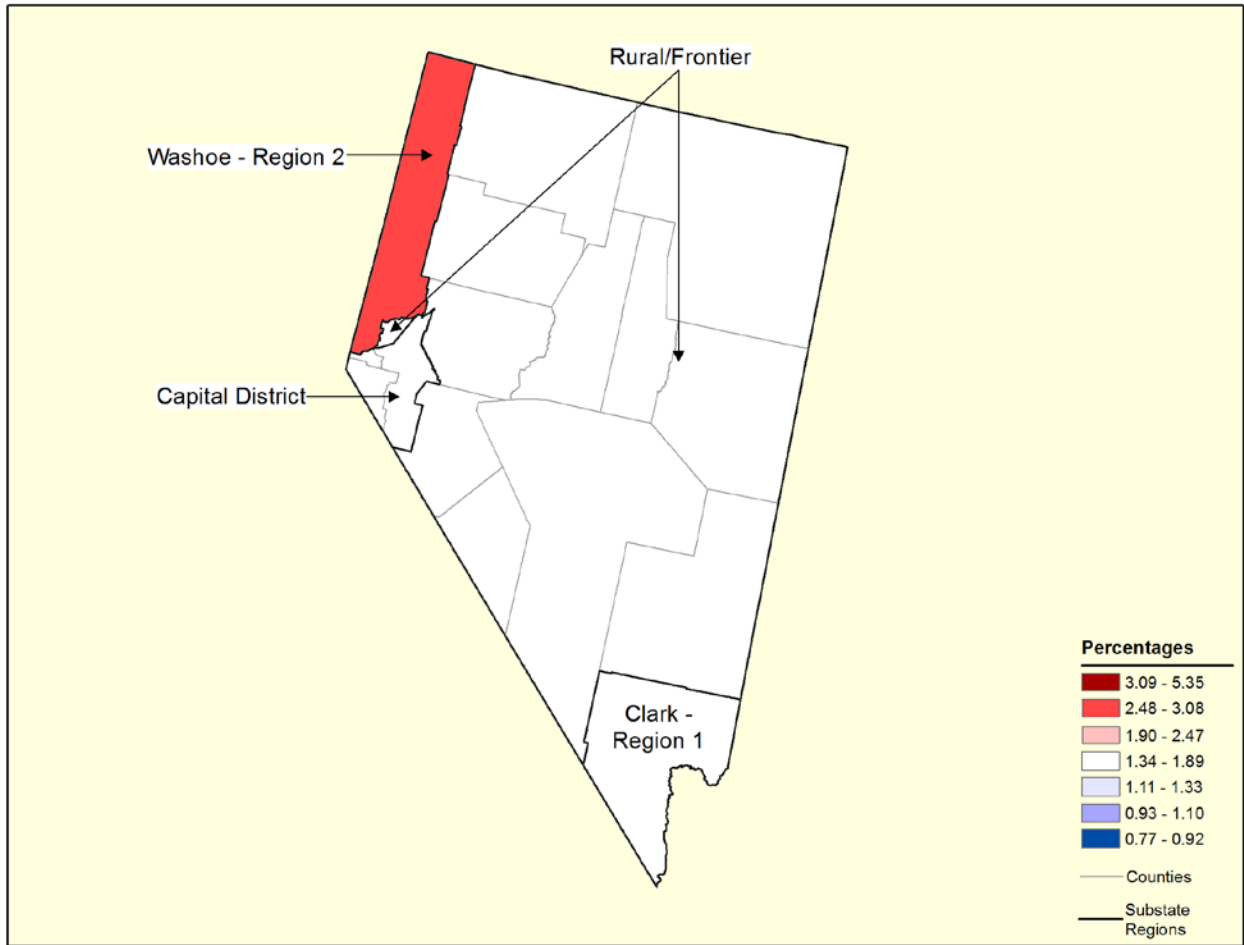 Rural/Frontier
Washoe - Region 2
Capital District
Clark -
Region 1
Percentages
3.09 - 5.35
2.48 - 3.08
1.90 - 2.47
1.34 - 1.89
1.11 - 1.33
0.93 - 1.10
0.77 - 0.92
Counties
Substate
Regions